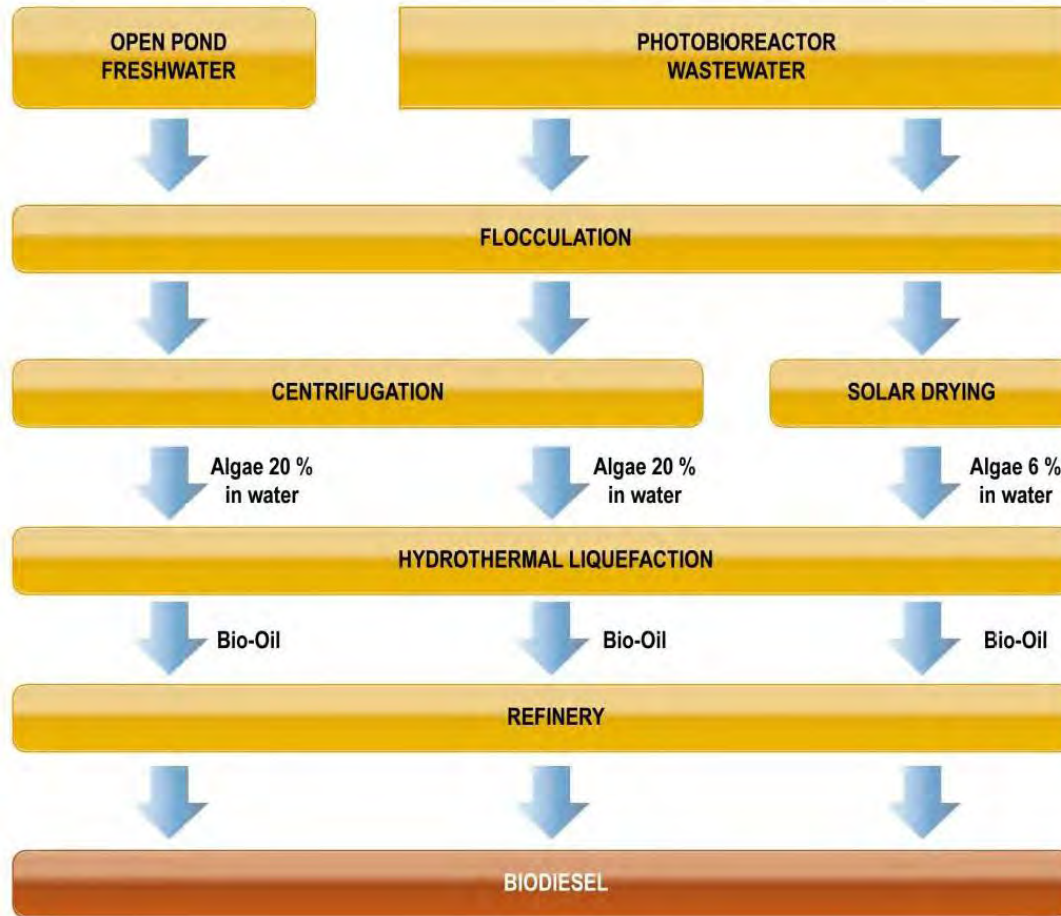 OPEN POND
FRESHWATER
PHOTOBIOREACTOR
WASTEWATER
FLOCCULATION
CENTRIFUGATION
SOLAR DRYING
Algae 20 %
in water
Algae 20 %
in water
Algae 6 %
in water
HYDROTHERMAL LIQUEFACTION
Bio-Oil
Bio-Oil
Bio-Oil
REFINERY
BIODIESEL